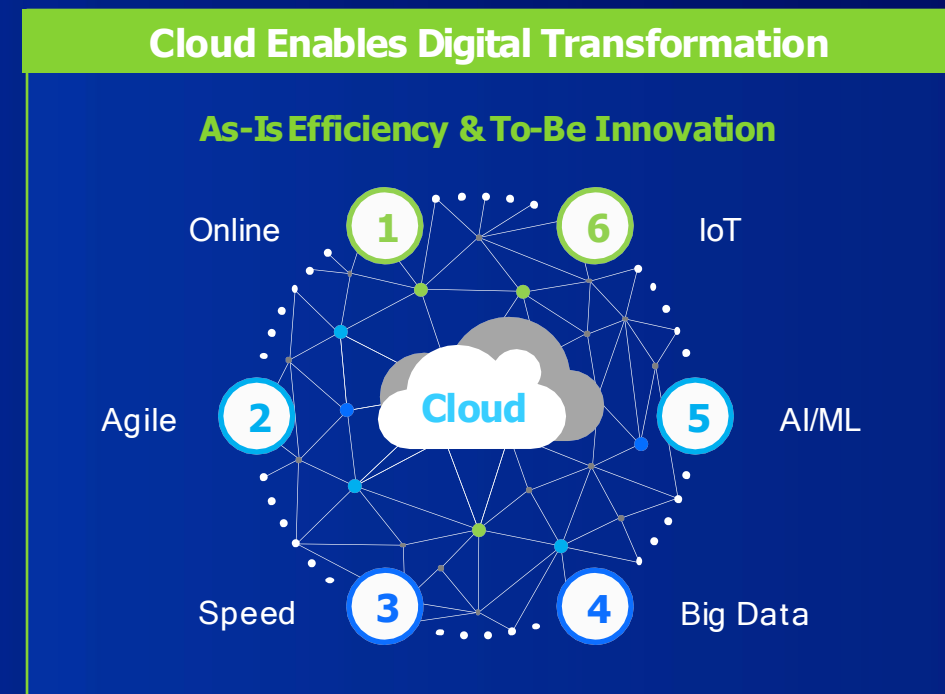 Cloud Enables Digital Transformation
As-Is Efficiency & To-Be Innovation
Online 1
6 IoT
Agile 2
Cloud
5 AI/ML
Speed 3
4 Big Data